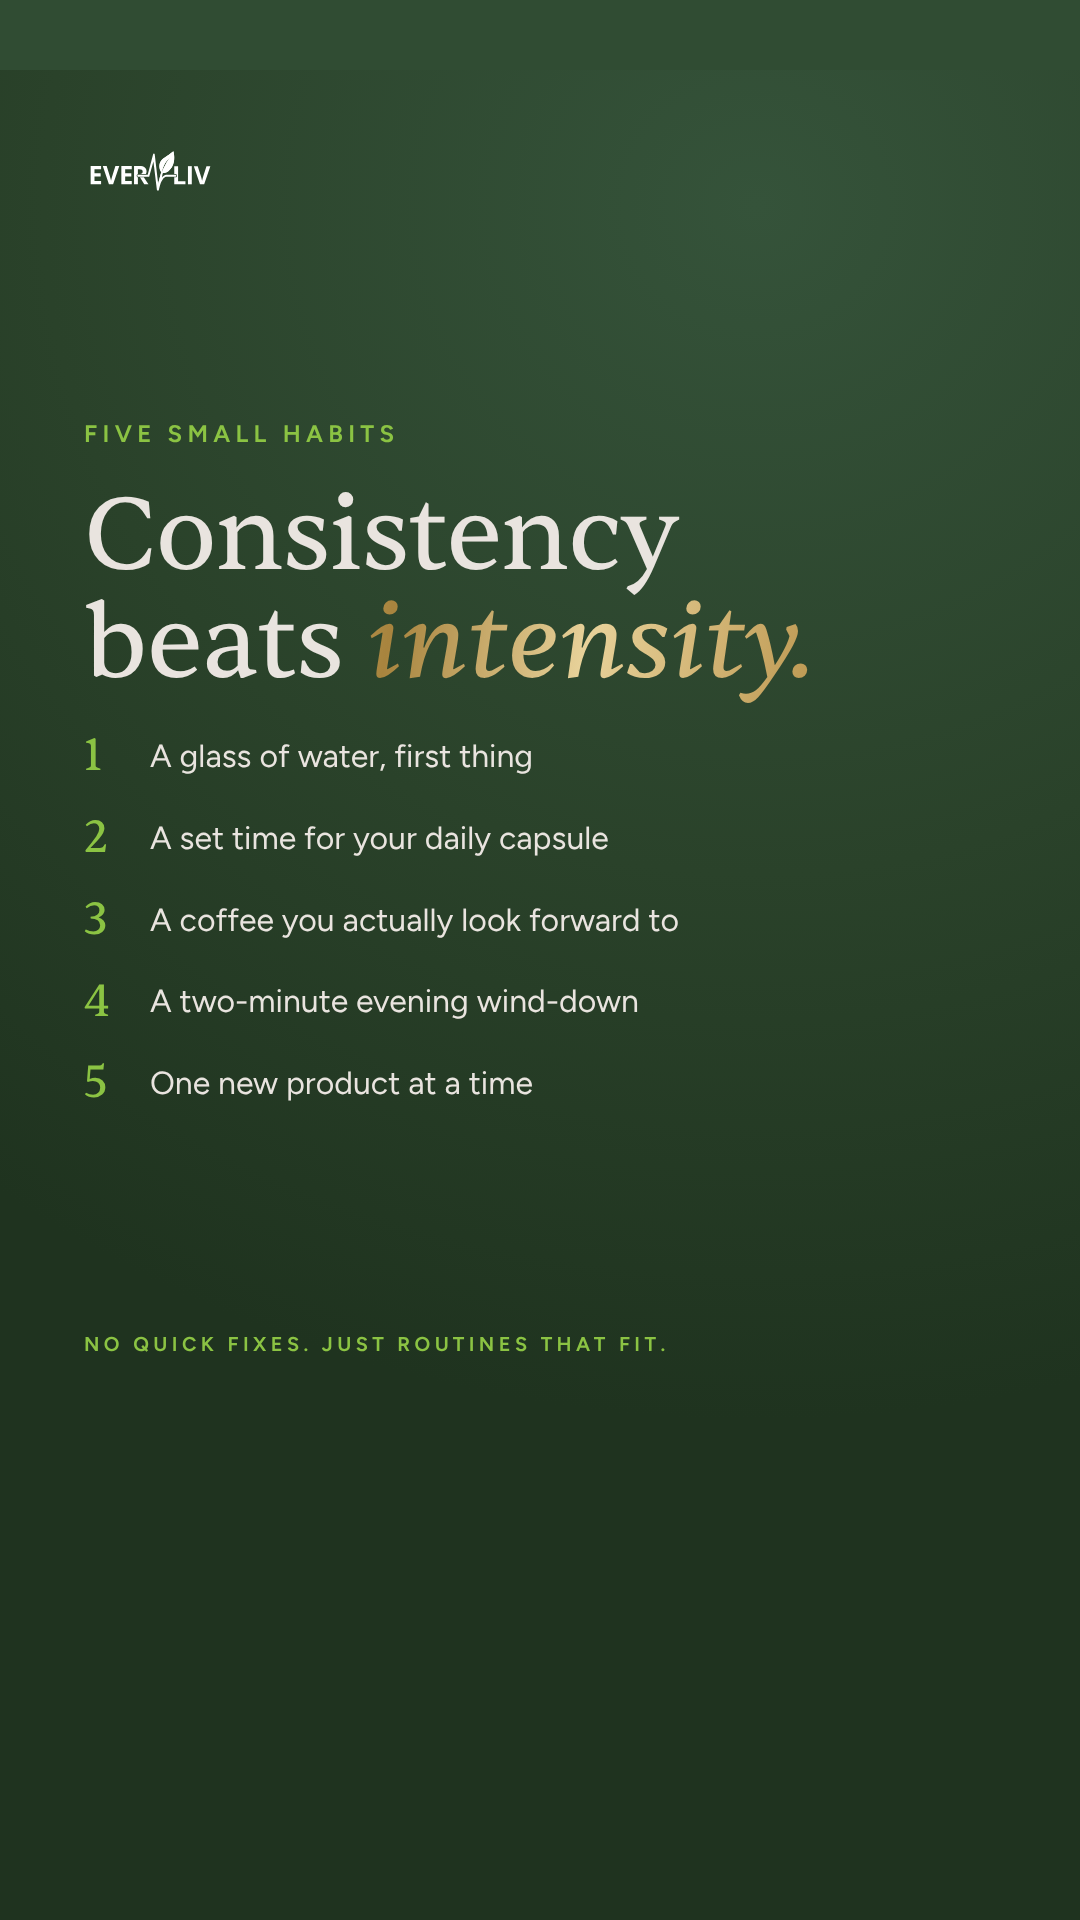 EVER LIV
FIVE SMALL HABITS
Consistency
beats intensity.
1 A glass of water, first thing
2 A set time for your daily capsule
3 A coffee you actually look forward to
4 A two-minute evening wind-down
5 One new product at a time
NO QUICK FIXES. JUST ROUTINES THAT FIT.